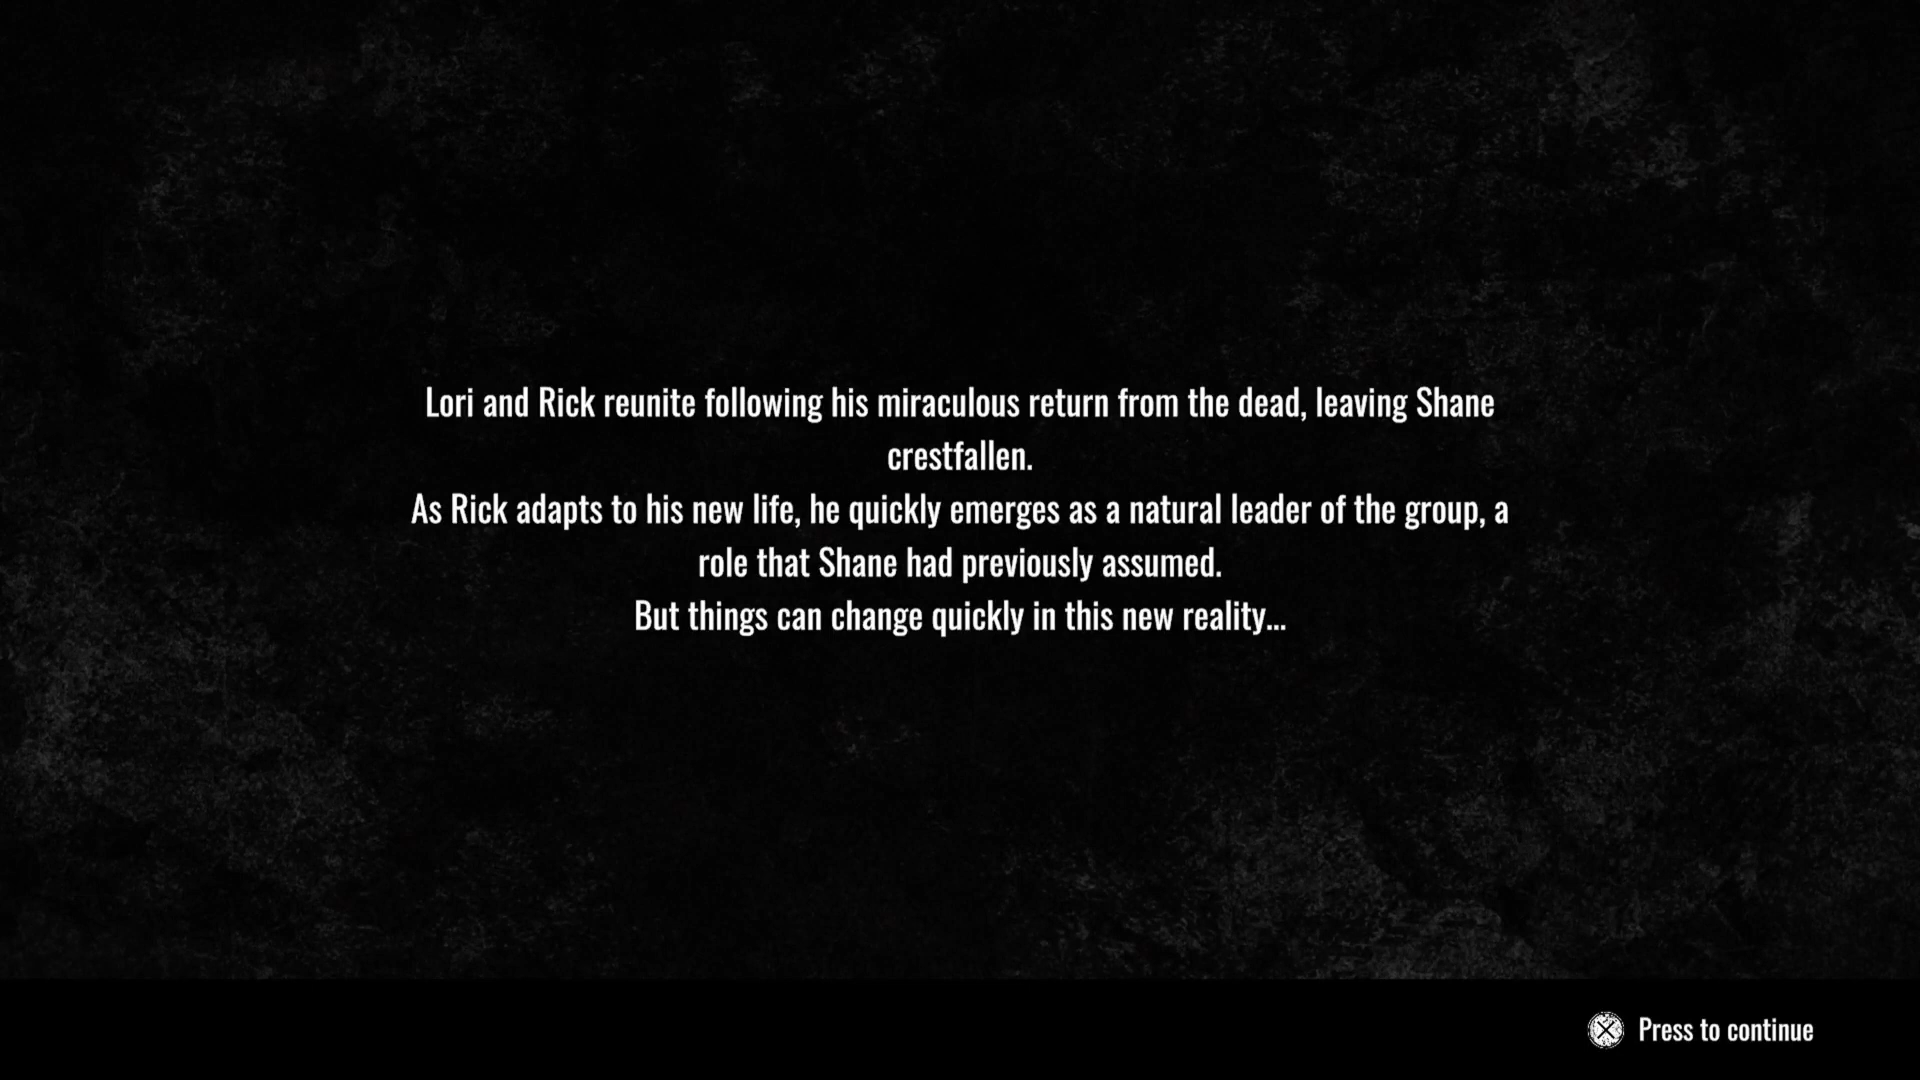 Lori and Rick reunite following his miraculous return from the dead, leaving Shane
crestfallen.
As Rick adapts to his new life, he quickly emerges as a natural leader of the group, a
role that Shane had previously assumed.
But things can change quickly in this new reality...
Press to continue